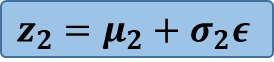 z₂ = μ₂ + σ₂ϵ